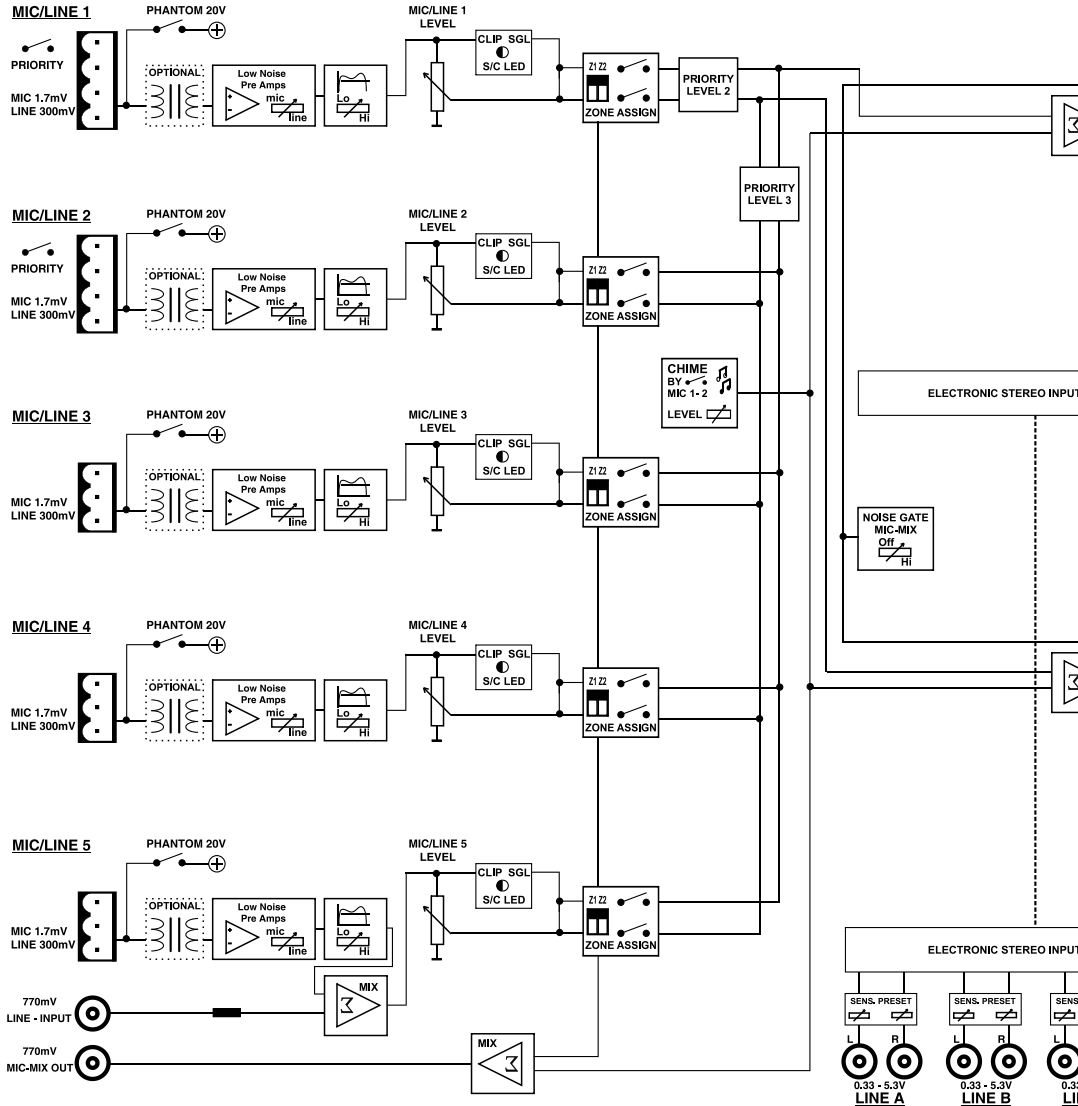 MIC/LINE 1
PHANTOM 20V
MIC/LINE 1
LEVEL
PRIORITY
MIC 1.7mV
LINE 300mV
OPTIONAL
Low Noise
Pre Amps
mic
line
Lo
Hi
CLIP SGL
S/C LED
Z1 Z2
ZONE ASSIGN
PRIORITY
LEVEL 2
Σ
PRIORITY
LEVEL 3
MIC/LINE 2
PHANTOM 20V
MIC/LINE 2
LEVEL
PRIORITY
MIC 1.7mV
LINE 300mV
OPTIONAL
Low Noise
Pre Amps
mic
line
Lo
Hi
CLIP SGL
S/C LED
Z1 Z2
ZONE ASSIGN
CHIME
BY
MIC 1- 2
LEVEL
ELECTRONIC STEREO INPUT
MIC/LINE 3
PHANTOM 20V
MIC/LINE 3
LEVEL
MIC 1.7mV
LINE 300mV
OPTIONAL
Low Noise
Pre Amps
mic
line
Lo
Hi
CLIP SGL
S/C LED
Z1 Z2
ZONE ASSIGN
NOISE GATE
MIC-MIX
Off
Hi
MIC/LINE 4
PHANTOM 20V
MIC/LINE 4
LEVEL
MIC 1.7mV
LINE 300mV
OPTIONAL
Low Noise
Pre Amps
mic
line
Lo
Hi
CLIP SGL
S/C LED
Z1 Z2
ZONE ASSIGN
Σ
MIC/LINE 5
PHANTOM 20V
MIC/LINE 5
LEVEL
MIC 1.7mV
LINE 300mV
OPTIONAL
Low Noise
Pre Amps
mic
line
Lo
Hi
CLIP SGL
S/C LED
Z1 Z2
ZONE ASSIGN
ELECTRONIC STEREO INPUT
770mV
LINE - INPUT
MIX
Σ
770mV
MIC-MIX OUT
MIX
Σ
SENS. PRESET
SENS. PRESET
SENS
L R
L R
L
0.33 - 5.3V
0.33 - 5.3V
0.33
LINE A
LINE B
LI